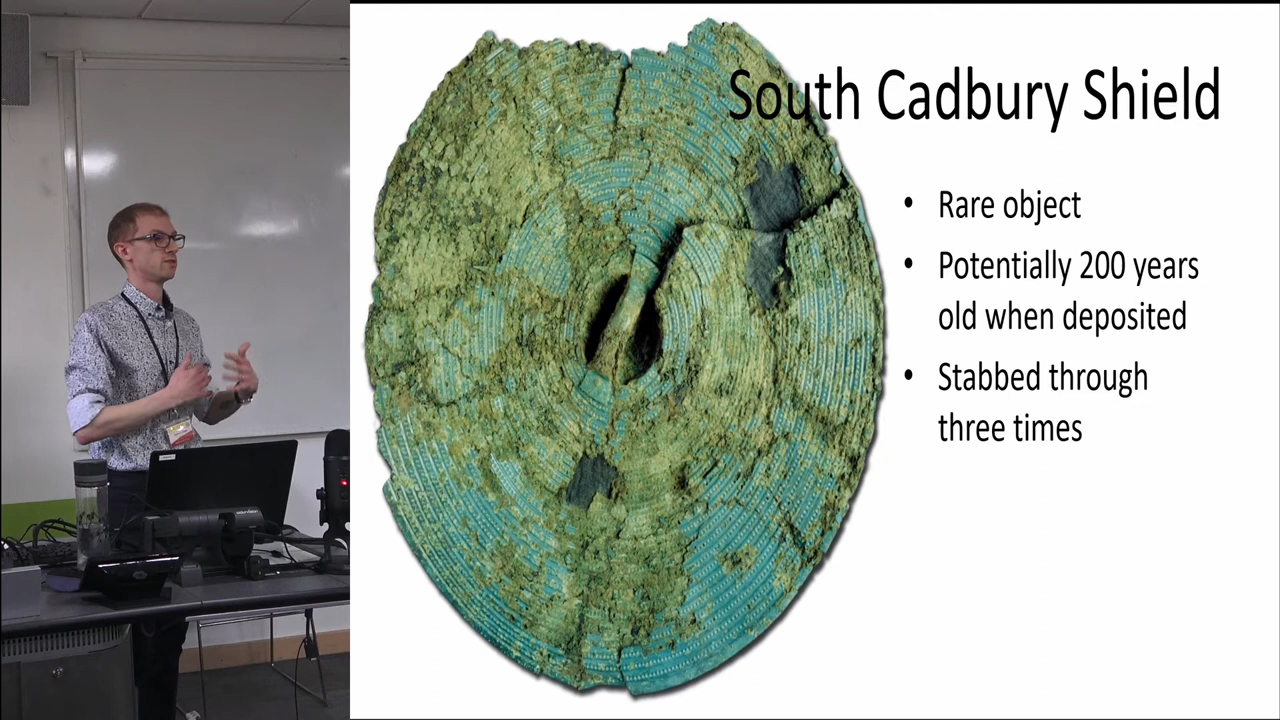 South Cadbury Shield
• Rare object
• Potentially 200 years
old when deposited
• Stabbed through
three times